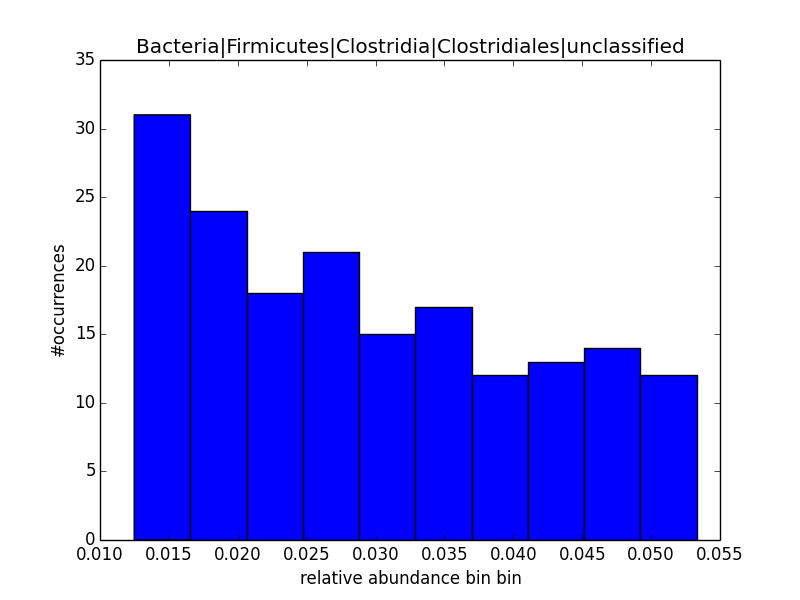 Bacteria|Firmicutes|Clostridia|Clostridiales|unclassified
35
30
25
20
15
10
5
0
#occurrences
0.010 0.015 0.020 0.025 0.030 0.035 0.040 0.045 0.050 0.055
relative abundance bin bin